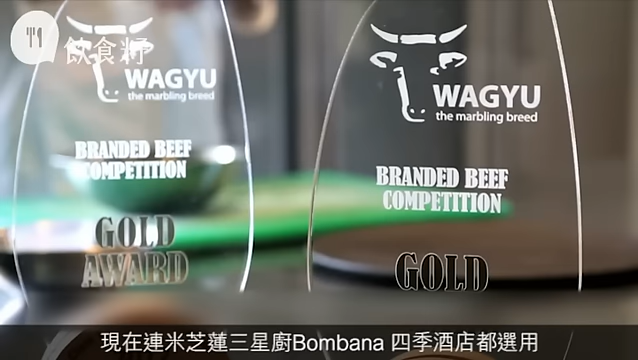 飲食籽
WAGYU
the marbling breed
BRANDED BEEF
COMPETITION
GOLD
AWARD
WAGYU
the marbling breed
BRANDED BEEF
COMPETITION
GOLD
現在連米芝蓮三星廚Bombana 四季酒店都選用